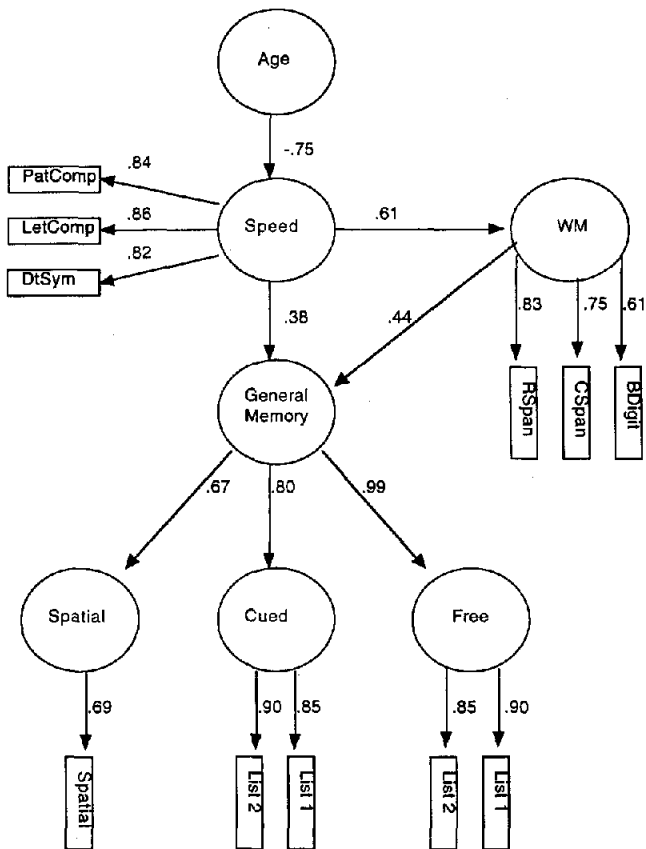 Age
-.75
PatComp
.84
LetComp
.86
Speed
.61
WM
DtSym
.82
.38
.44
.83
.75
.61
RSpan
CSpan
BDigit
General
Memory
.67
.80
.99
Spatial
Cued
Free
.69
.90
.85
.85
.90
Spatial
List 2
List 1
List 2
List 1